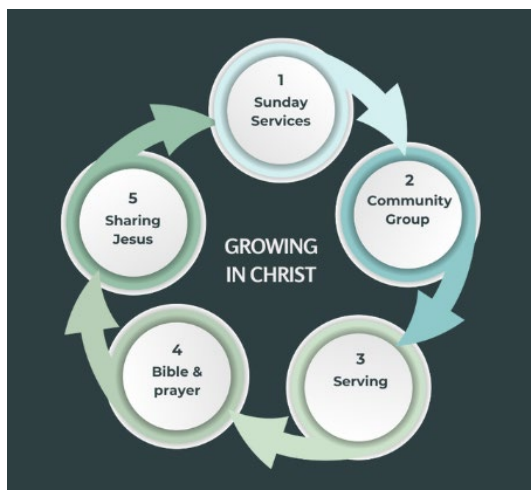 1
Sunday
Services
2
Community
Group
3
Serving
4
Bible &
prayer
5
Sharing
Jesus
GROWING
IN CHRIST